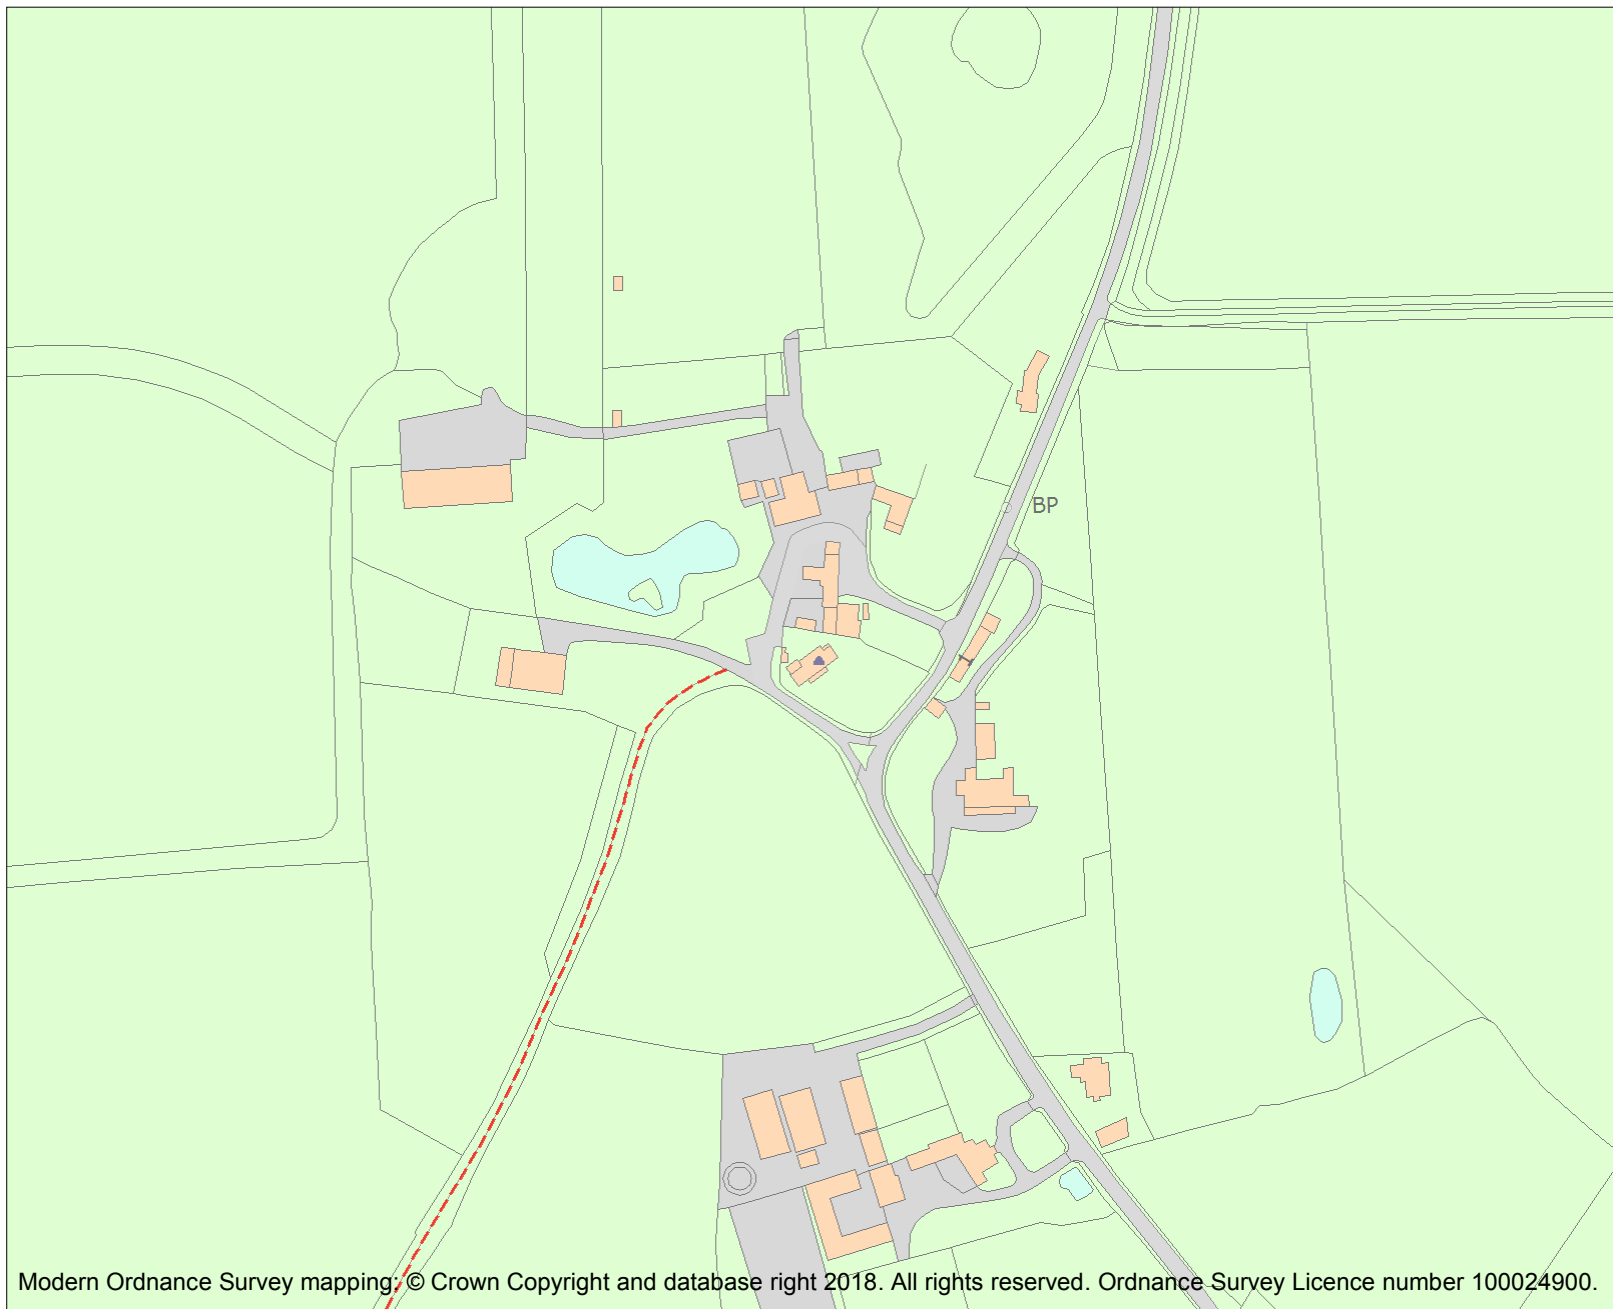 BP
1
Modern Ordnance Survey mapping: © Crown Copyright and database right 2018. All rights reserved. Ordnance Survey Licence number 100024900.